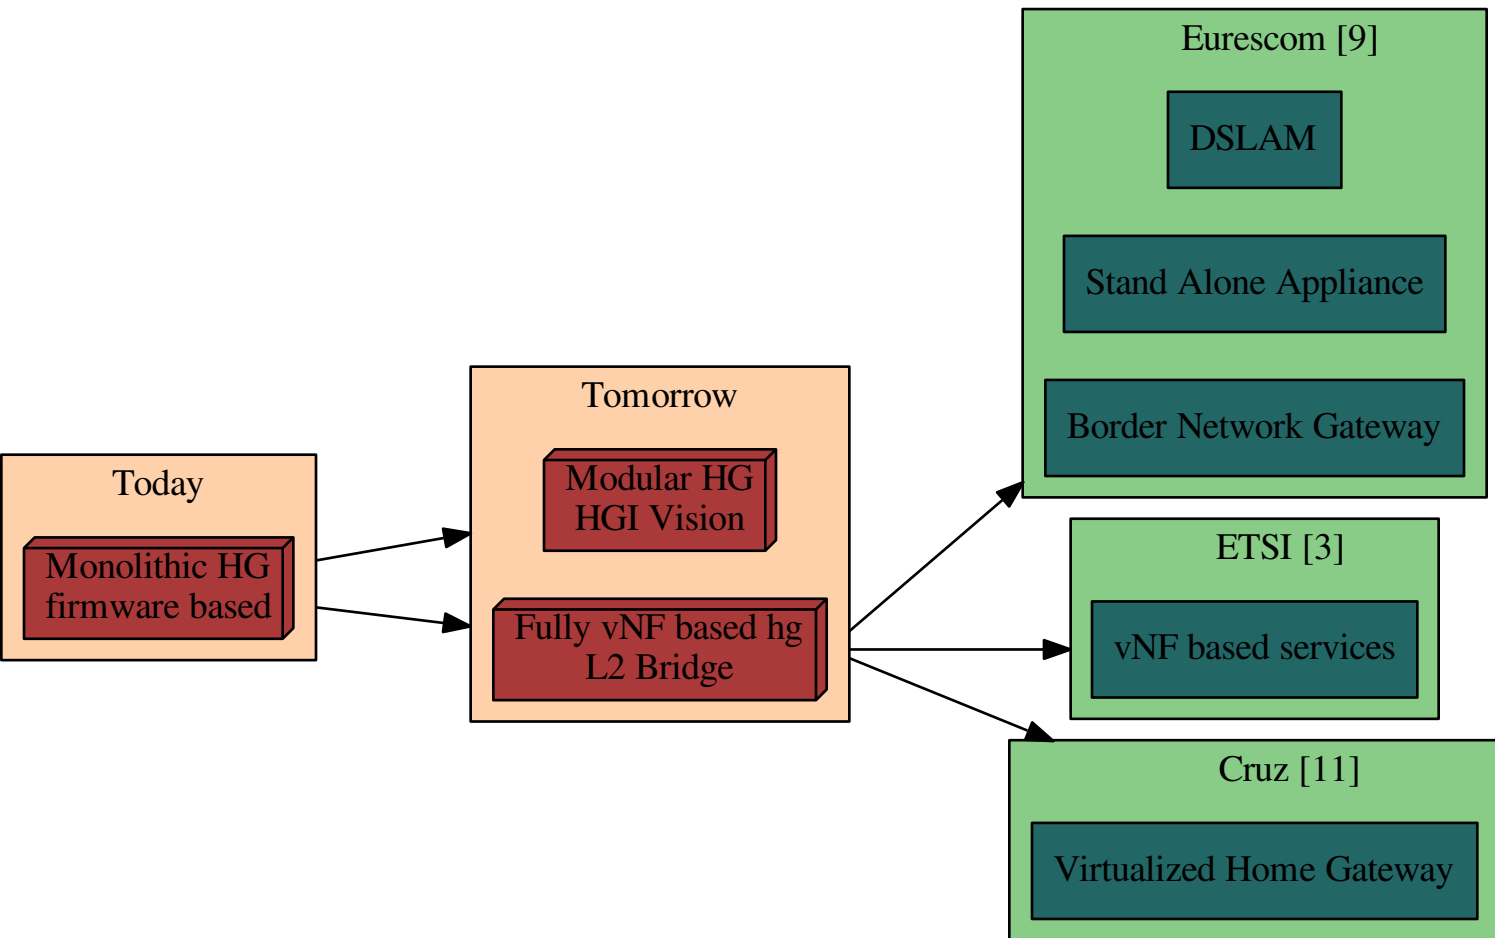 Today
Monolithic HG
firmware based
Tomorrow
Modular HG
HGI Vision
Fully vNF based hg
L2 Bridge
Eurescom [9]
DSLAM
Stand Alone Appliance
Border Network Gateway
ETSI [3]
vNF based services
Cruz [11]
Virtualized Home Gateway